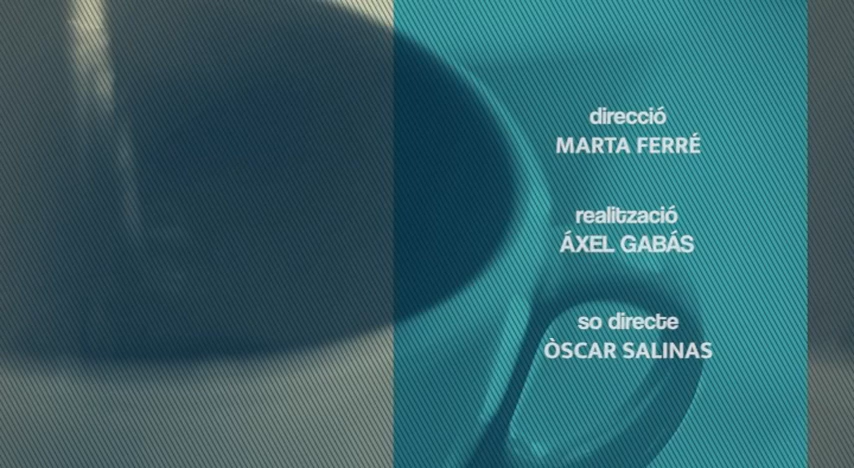 direcció
MARTA FERRÉ
realització
ÁXEL GABÁS
so directe
ÒSCAR SALINAS